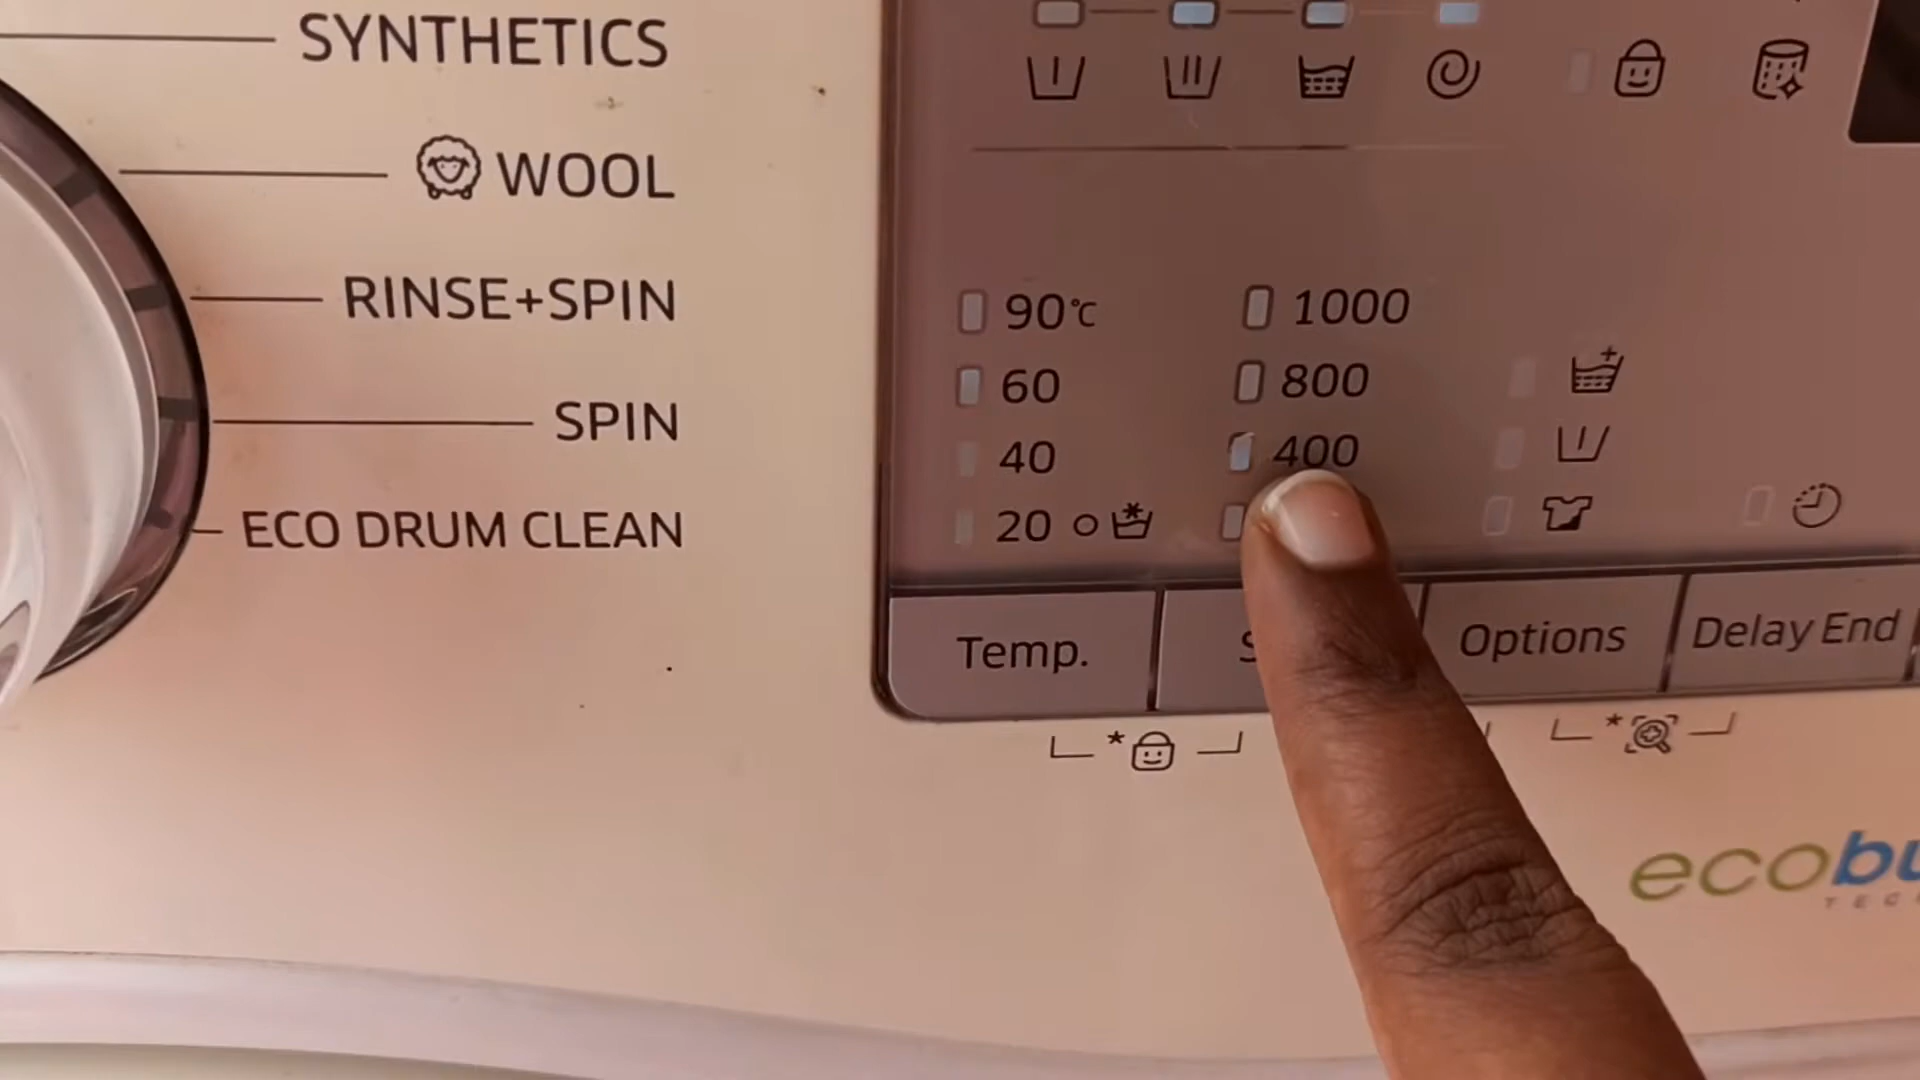 SYNTHETICS
WOOL
RINSE+SPIN
SPIN
ECO DRUM CLEAN
90℃ 1000
60 800
40 400
20
Temp. Options Delay End
eco